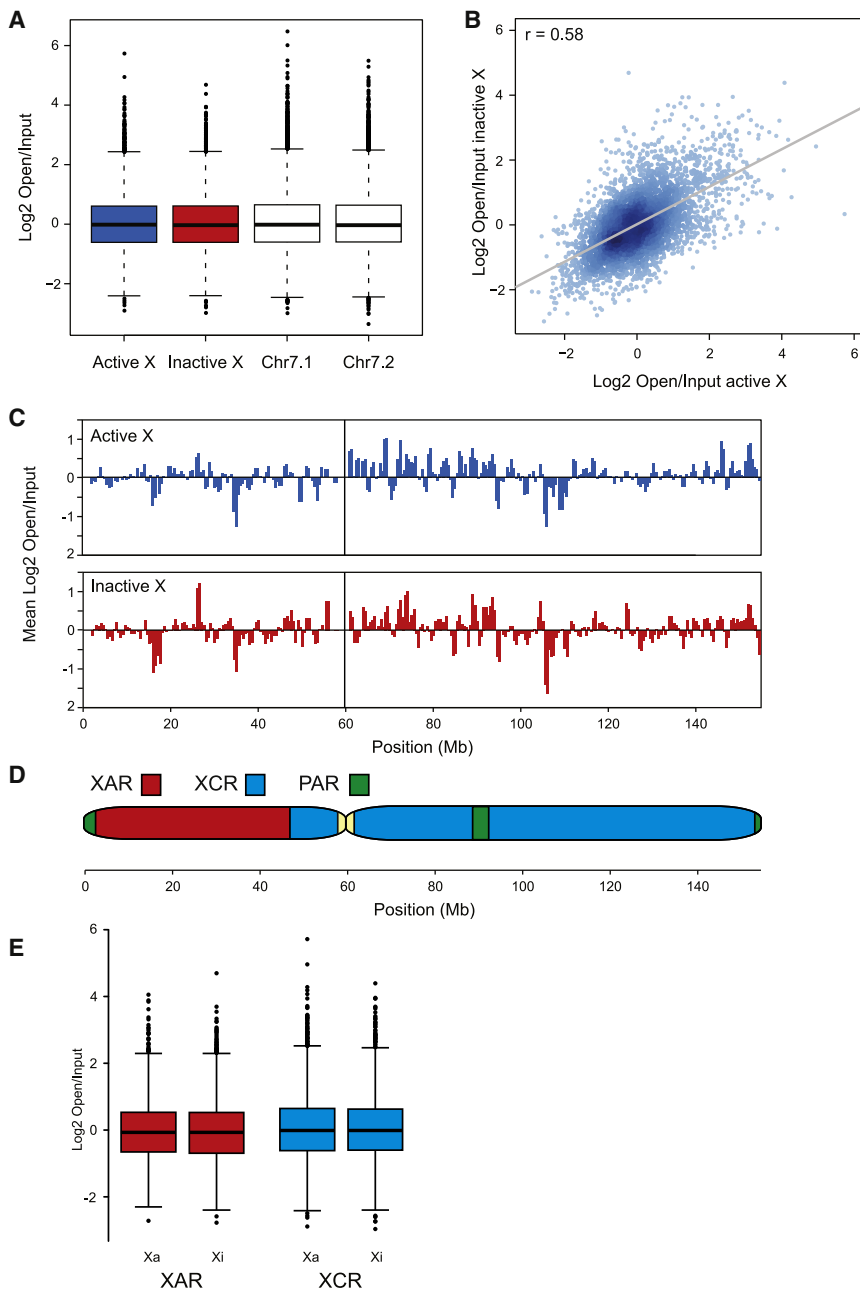 A
Log2 Open/Input
6
4
2
0
−2
Active X
Inactive X
Chr7.1
Chr7.2
B
r = 0.58
Log2 Open/Input inactive X
6
4
2
0
−2
−2
0
2
4
6
Log2 Open/Input active X
C
Mean Log2 Open/Input
Active X
1
0
-1
2
Inactive X
1
0
-1
2
0
20
40
60
80
100
120
140
Position (Mb)
D
XAR
XCR
PAR
0
20
40
60
80
100
120
140
Position (Mb)
E
Log2 Open/Input
6
4
2
0
-2
Xa
Xi
Xa
Xi
XAR
XCR